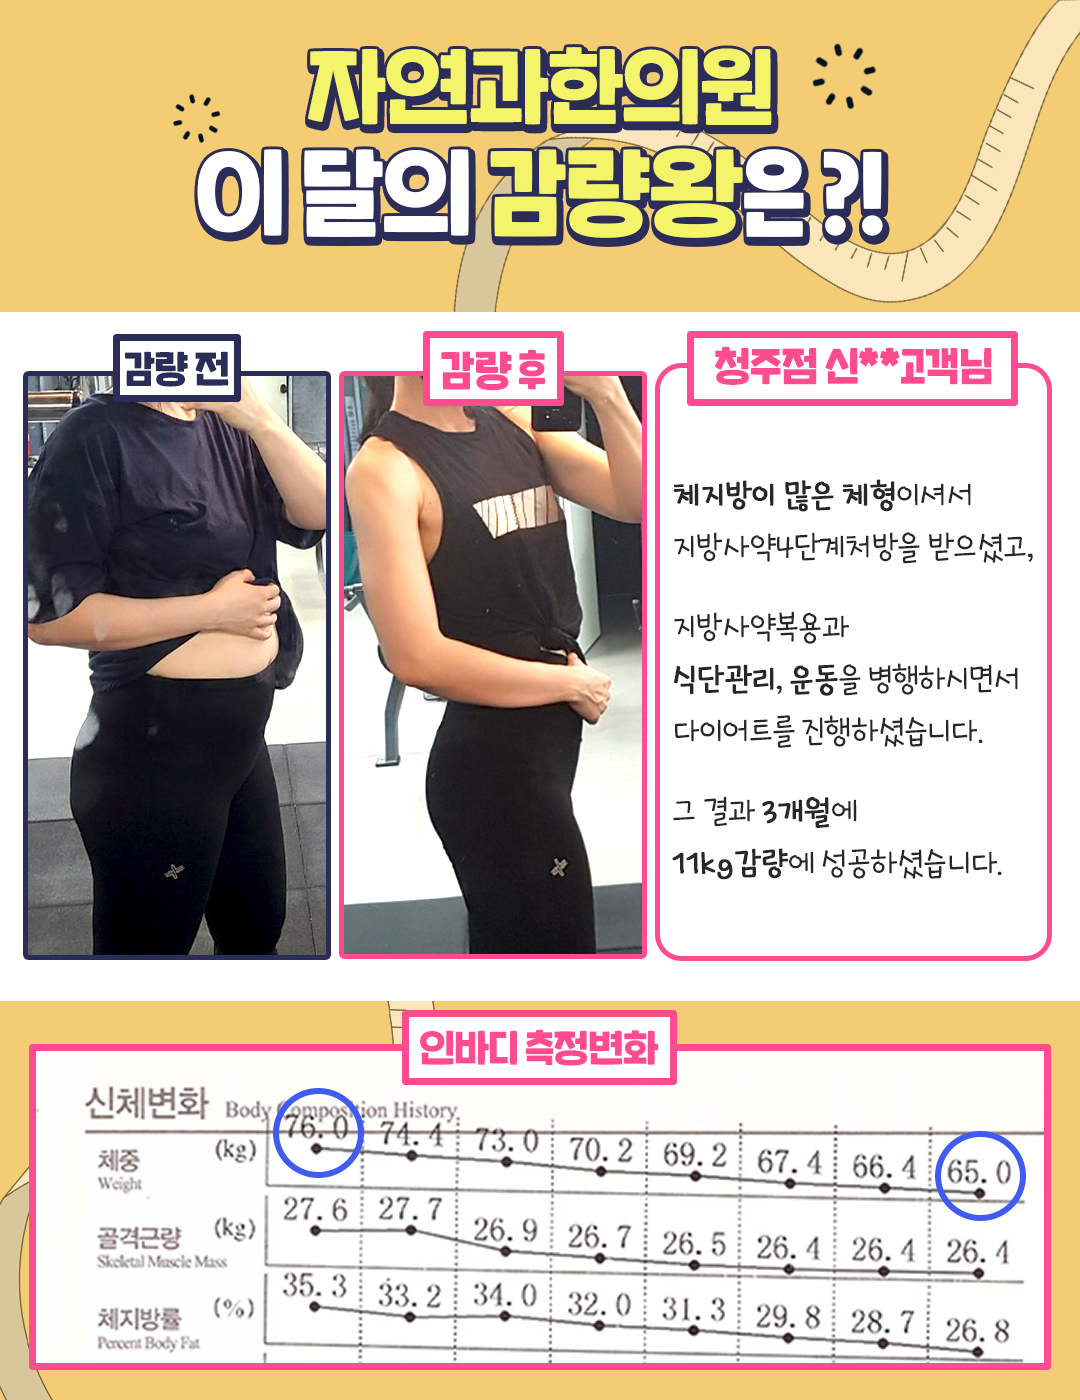 자연과한의원
이 달의 감량왕은?!
감량 전
감량 후
청주점 신**고객님
체지방이 많은 체형이셔서
지방사약4단계처방을 받으셨고,
지방사약복용과
식단관리, 운동을 병행하시면서
다이어트를 진행하셨습니다.
그 결과 3개월에
11kg감량에 성공하셨습니다.
인바디 측정변화
신체변화 Body Composition History
체중 (kg) 76.0 74.4 73.0 70.2 69.2 67.4 66.4 65.0
Weight
골격근량 (kg) 27.6 27.7 26.9 26.7 26.5 26.4 26.4 26.4
Skeletal Muscle Mass
체지방률 (%) 35.3 33.2 34.0 32.0 31.3 29.8 28.7 26.8
Percent Body Fat